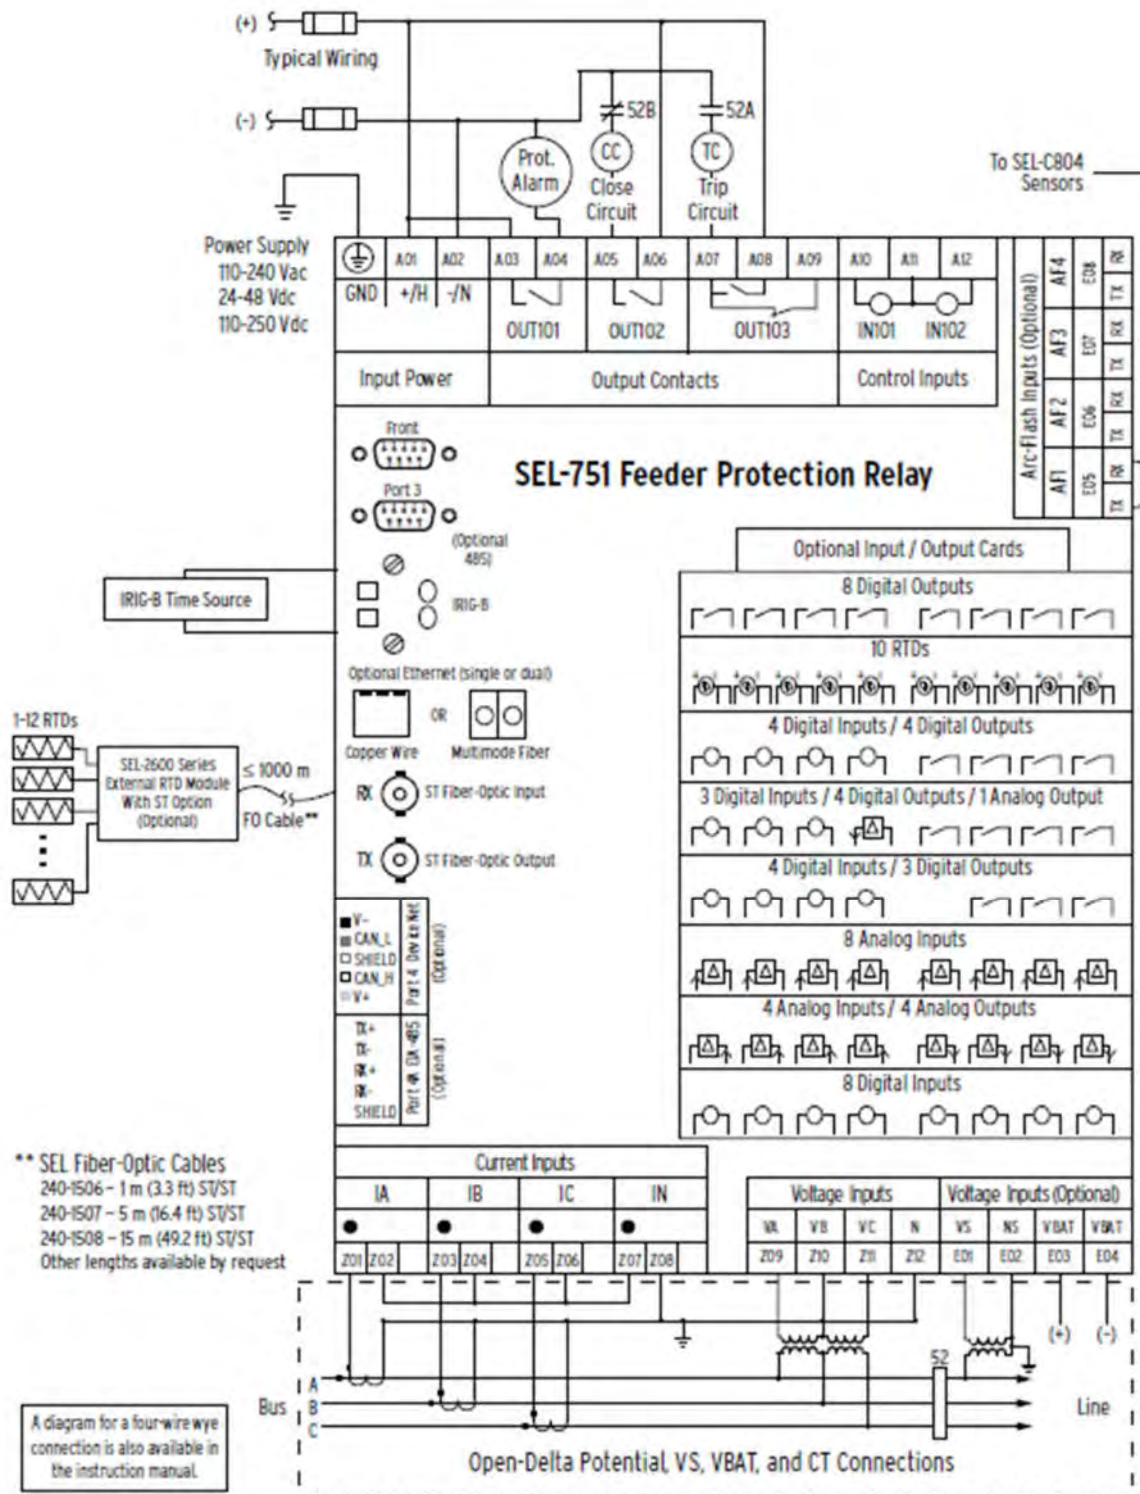 (+)
Typical Wiring
(-)
52B
52A
Prot.
Alarm
CC
TC
Close
Circuit
Trip
Circuit
To SEL-C804
Sensors
Power Supply
110-240 Vac
24-48 Vdc
110-250 Vdc
A01 A02 A03 A04 A05 A06 A07 A08 A09 A10 A11 A12
GND +/H -/N
OUT101 OUT102 OUT103 IN101 IN102
Input Power Output Contacts Control Inputs
Arc-Flash Inputs (Optional)
AF4 AF3 AF2 AF1
E08 E07 E06 E05
RX
TX
RX
TX
RX
TX
RX
TX
SEL-751 Feeder Protection Relay
Front
Port 3
(Optional
485)
IRIG-B
IRIG-B Time Source
Optional Ethernet (single or dual)
OR
Copper Wire Multimode Fiber
RX ST Fiber-Optic Input
TX ST Fiber-Optic Output
1-12 RTDs
SEL-2600 Series
External RTD Module
With ST Option
(Optional)
≤ 1000 m
FO Cable**
V-
CAN_L
SHIELD
CAN_H
V+
Port 4 Device Net
(Optional)
TX+
TX-
RX+
RX-
SHIELD
Port 4A EIA-485
(Optional)
Optional Input / Output Cards
8 Digital Outputs
10 RTDs
4 Digital Inputs / 4 Digital Outputs
3 Digital Inputs / 4 Digital Outputs / 1 Analog Output
4 Digital Inputs / 3 Digital Outputs
8 Analog Inputs
4 Analog Inputs / 4 Analog Outputs
8 Digital Inputs
** SEL Fiber-Optic Cables
240-1506 – 1 m (3.3 ft) ST/ST
240-1507 – 5 m (16.4 ft) ST/ST
240-1508 – 15 m (49.2 ft) ST/ST
Other lengths available by request
Current Inputs
IA IB IC IN
Z01 Z02 Z03 Z04 Z05 Z06 Z07 Z08
Voltage Inputs Voltage Inputs (Optional)
VA VB VC N VS NS VBAT VBAT
Z09 Z10 Z11 Z12 E01 E02 E03 E04
(+) (-)
52
A
Bus B
C
Line
A diagram for a four-wire wye
connection is also available in
the instruction manual.
Open-Delta Potential, VS, VBAT, and CT Connections